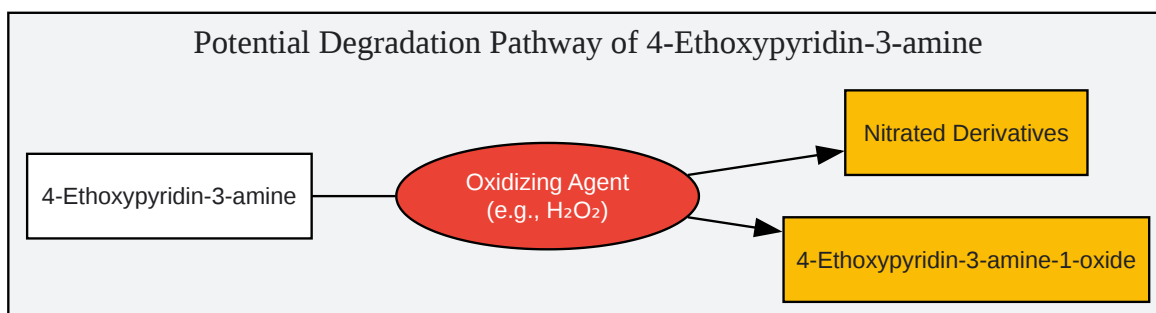 Potential Degradation Pathway of 4-Ethoxypyridin-3-amine
4-Ethoxypyridin-3-amine
Oxidizing Agent
(e.g., H₂O₂)
Nitrated Derivatives
4-Ethoxypyridin-3-amine-1-oxide